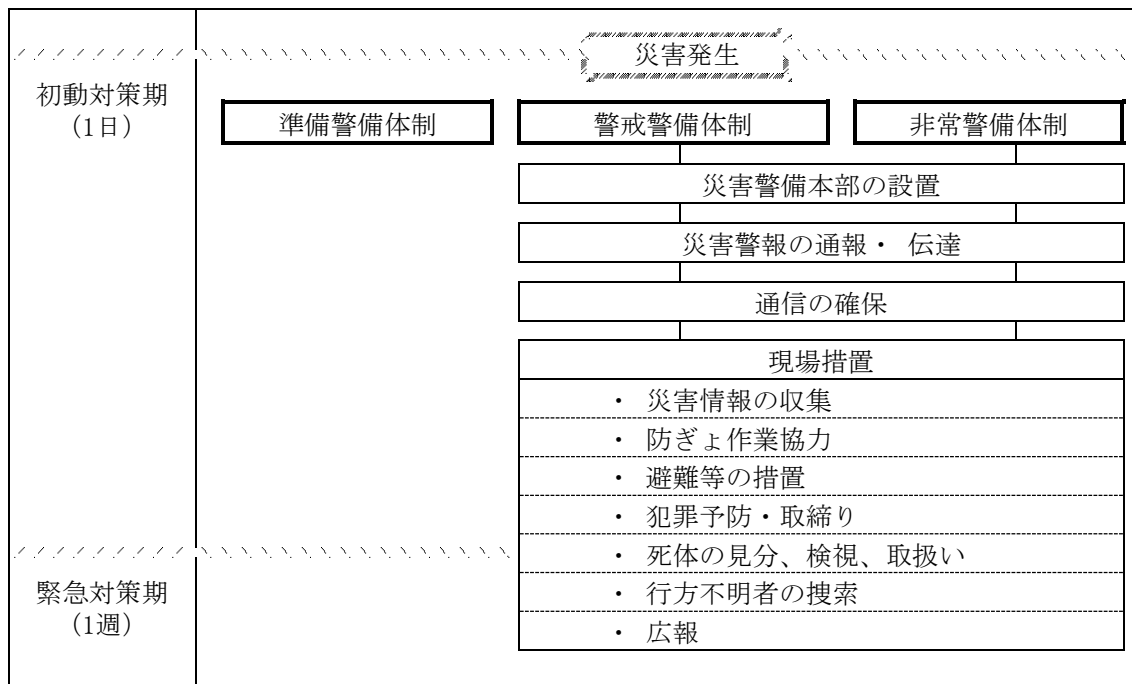 災害発生
初動対策期
(1日)
準備警備体制
警戒警備体制
非常警備体制
災害警備本部の設置
災害警報の通報・ 伝達
通信の確保
現場措置
・ 災害情報の収集
・ 防ぎょ作業協力
・ 避難等の措置
・ 犯罪予防・取締り
・ 死体の見分、検視、取扱い
緊急対策期
(1週)
・ 行方不明者の捜索
・ 広報